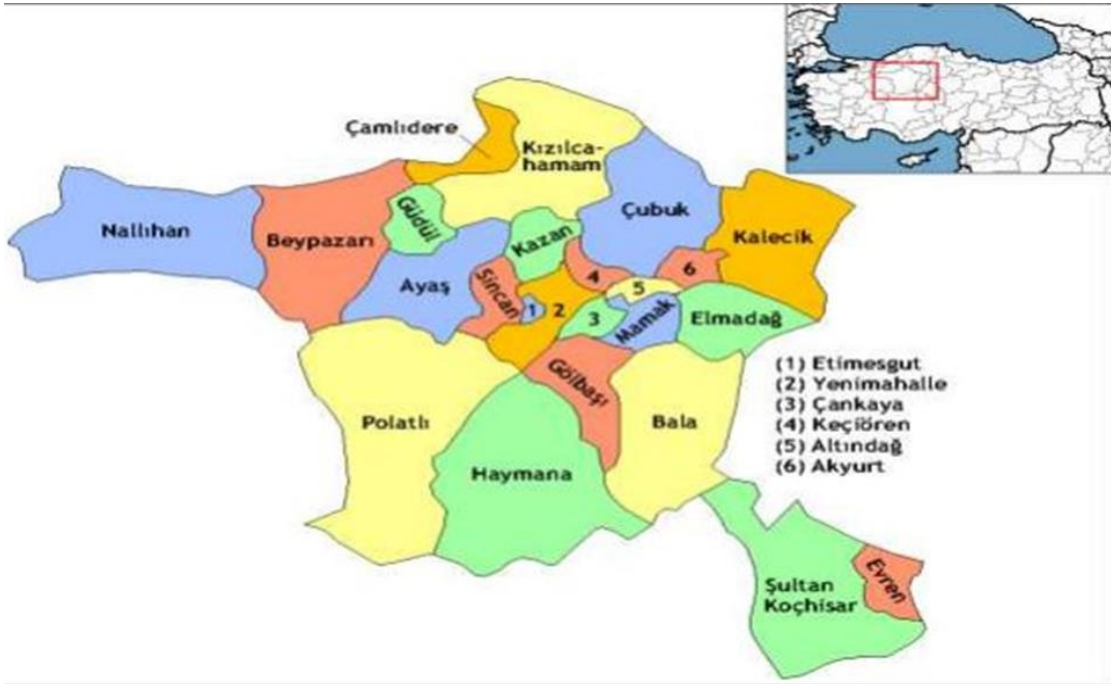 Çamlıdere
Kızılca-
hamam
Nallıhan
Beypazarı
Güdül
Kazan
Çubuk
Kalecik
Ayaş
Sincan
1
2
3
4
5
6
Mamak
Elmadağ
Gölbaşı
Polatlı
Haymana
Bala
(1) Etimesgut
(2) Yenimahalle
(3) Çankaya
(4) Keçiören
(5) Altındağ
(6) Akyurt
Şultan
Koçhisar
Evren